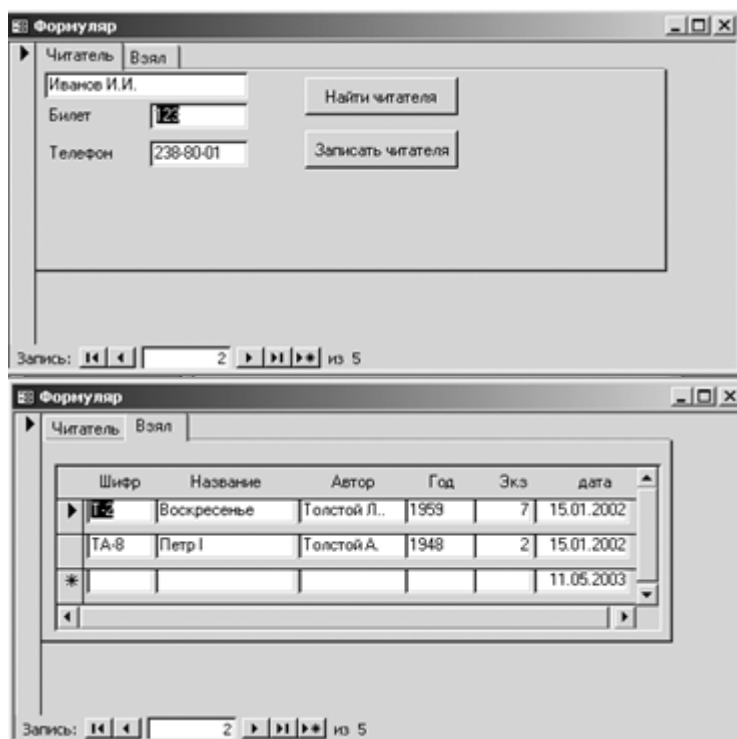 Формуляр
Читатель Взял
Иванов И.И.
Найти читателя
Билет 123
Телефон 238-80-01 Записать читателя
Запись: 2 из 5
Формуляр
Читатель Взял
Шифр Название Автор Год Экз дата
Т-2 Воскресенье Толстой Л.. 1959 7 15.01.2002
ТА-8 Петр I Толстой А. 1948 2 15.01.2002
11.05.2003
Запись: 2 из 5